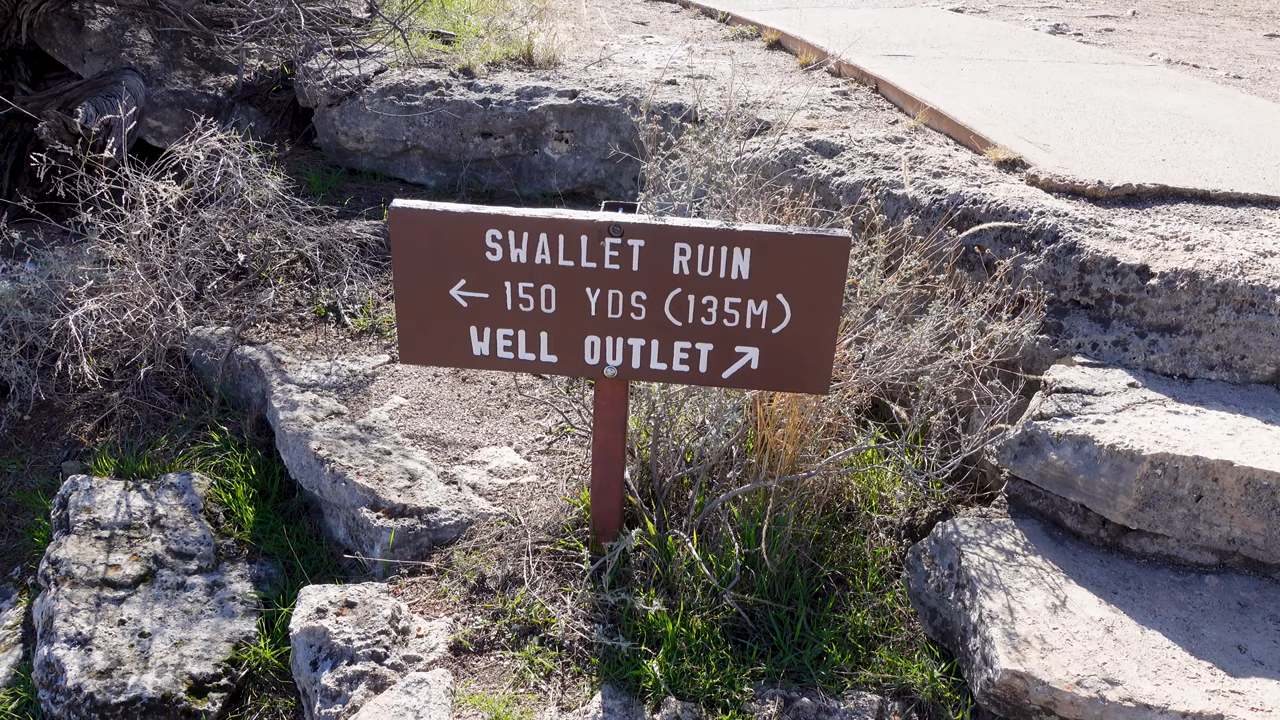 SWALLET RUIN
← 150 YDS (135M)
WELL OUTLET ↗